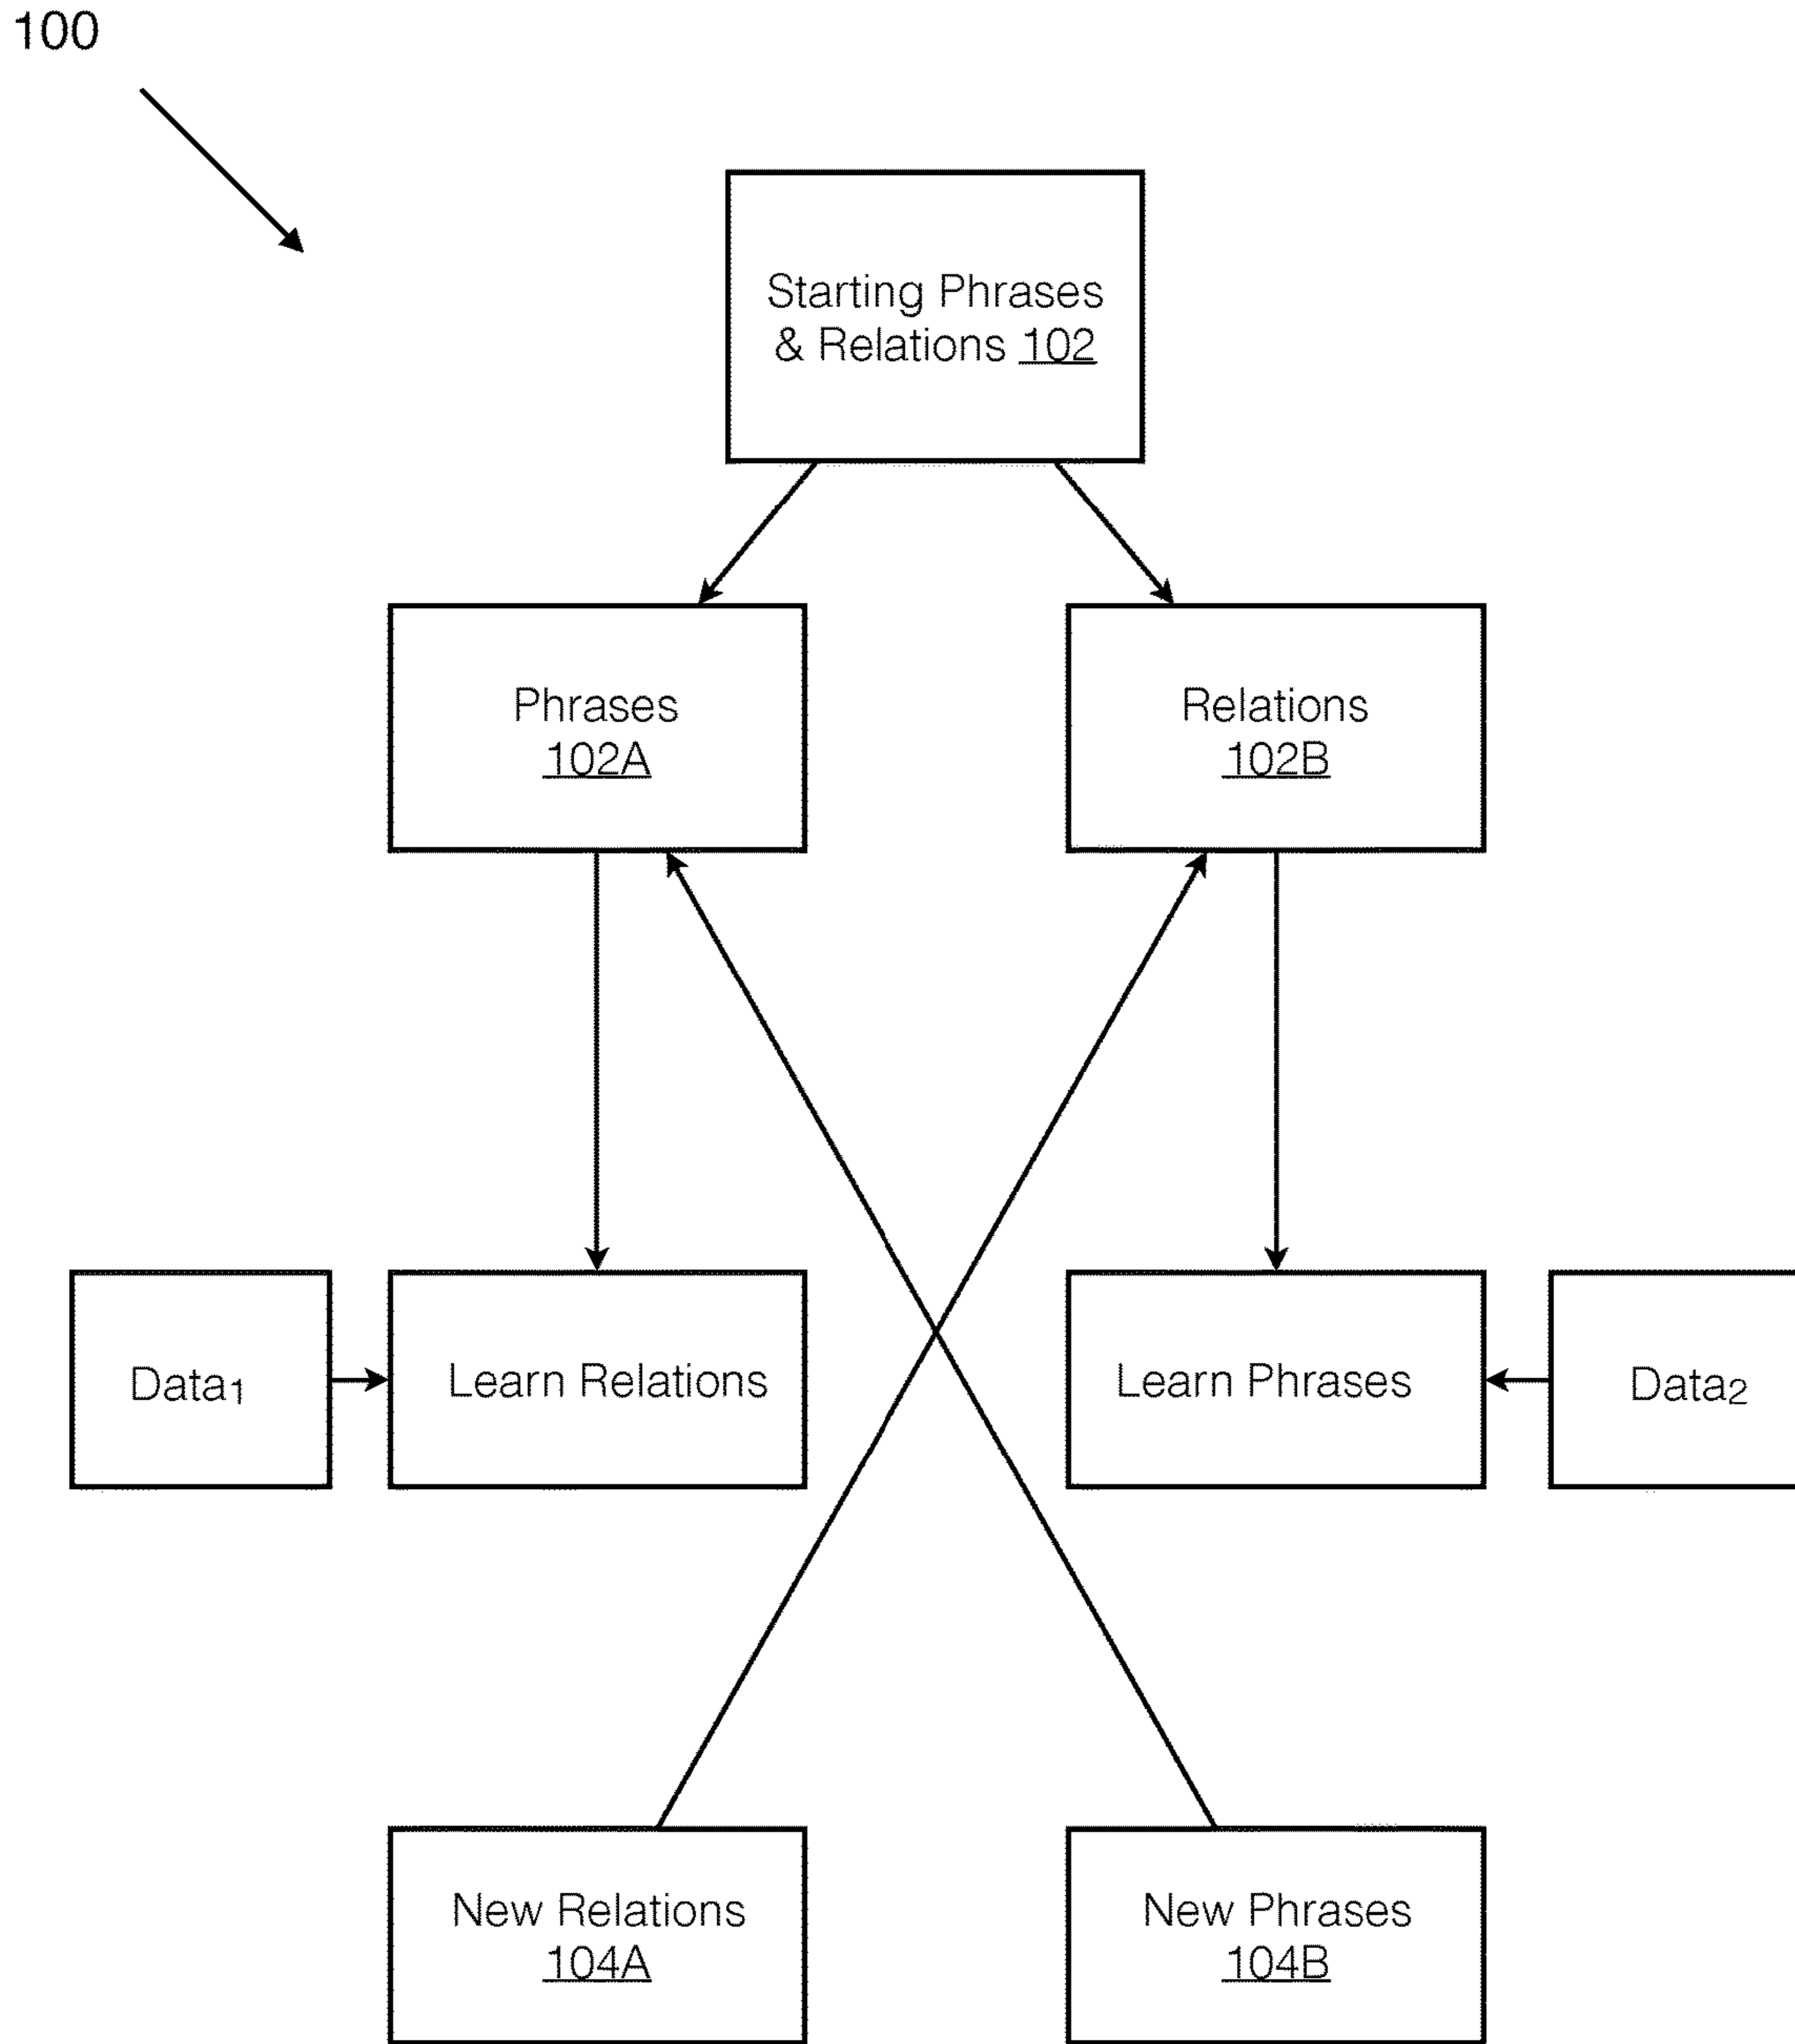 100
Starting Phrases
& Relations 102
Phrases
102A
Relations
102B
Data₁
Learn Relations
Learn Phrases
Data₂
New Relations
104A
New Phrases
104B